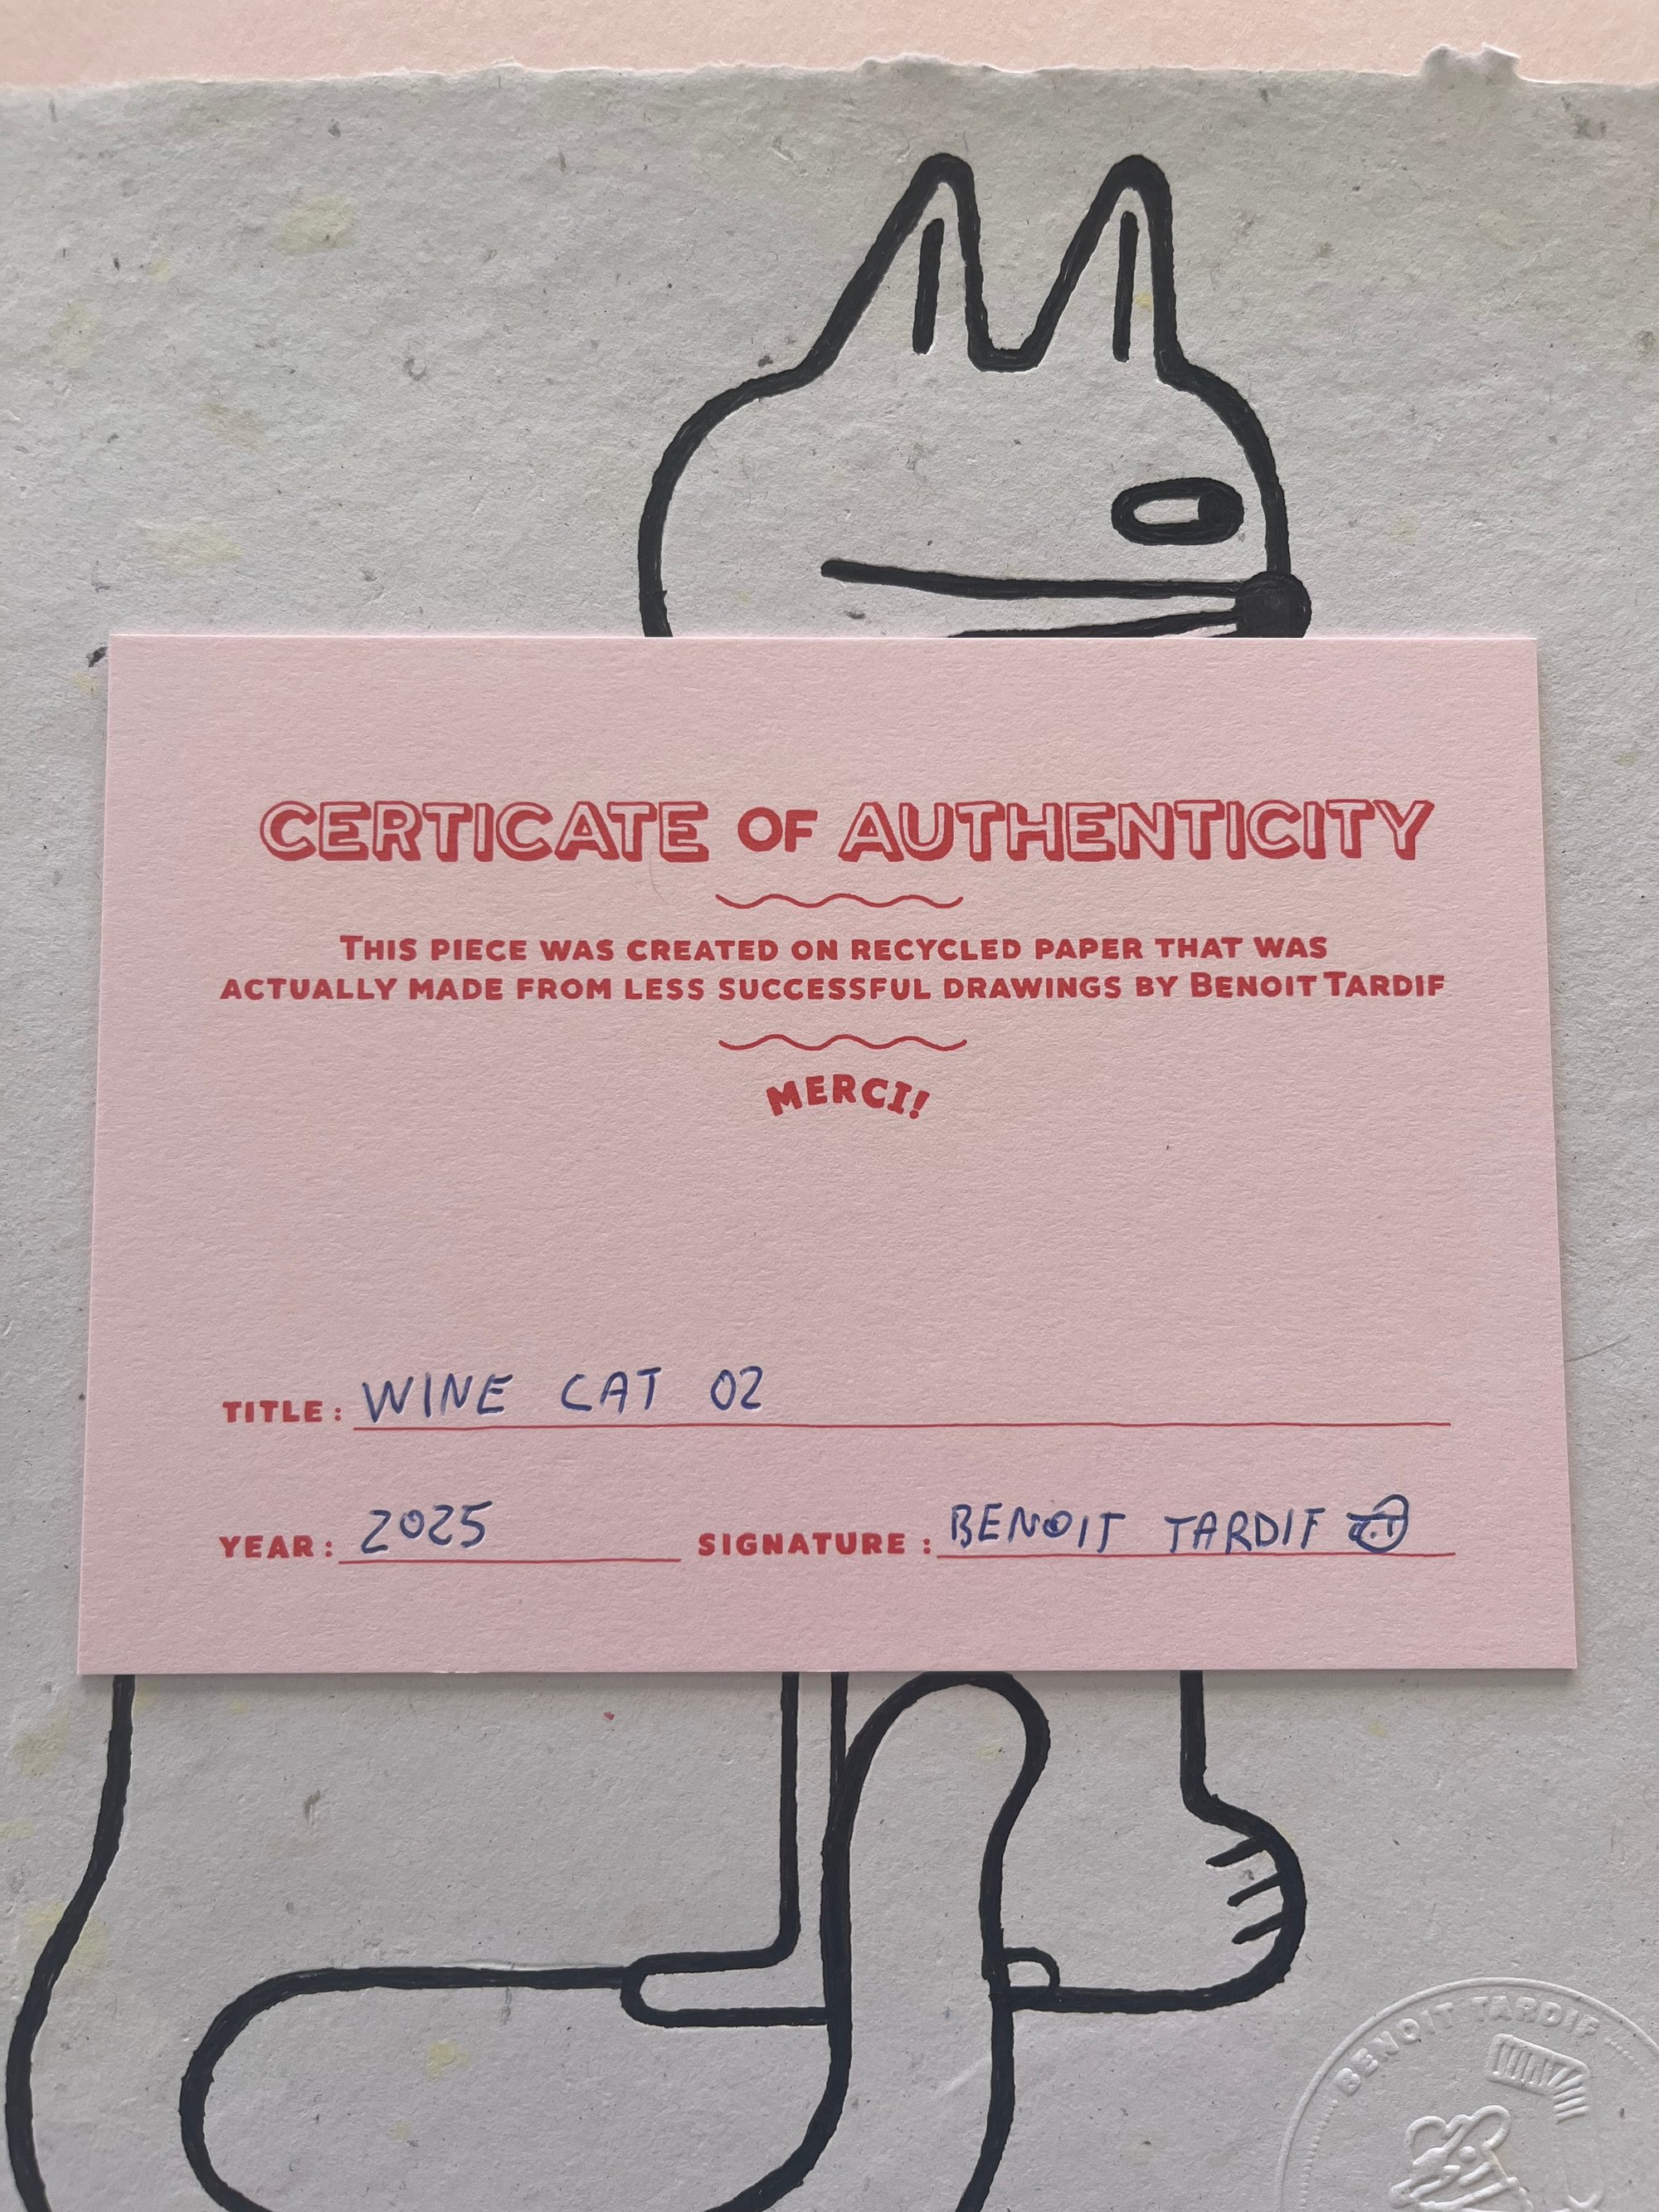 CERTICATE OF AUTHENTICITY
THIS PIECE WAS CREATED ON RECYCLED PAPER THAT WAS
ACTUALLY MADE FROM LESS SUCCESSFUL DRAWINGS BY BENOIT TARDIF
MERCI!
TITLE: WINE CAT 02
YEAR: 2025 SIGNATURE: BENOIT TARDIF
BENOIT TARDIF